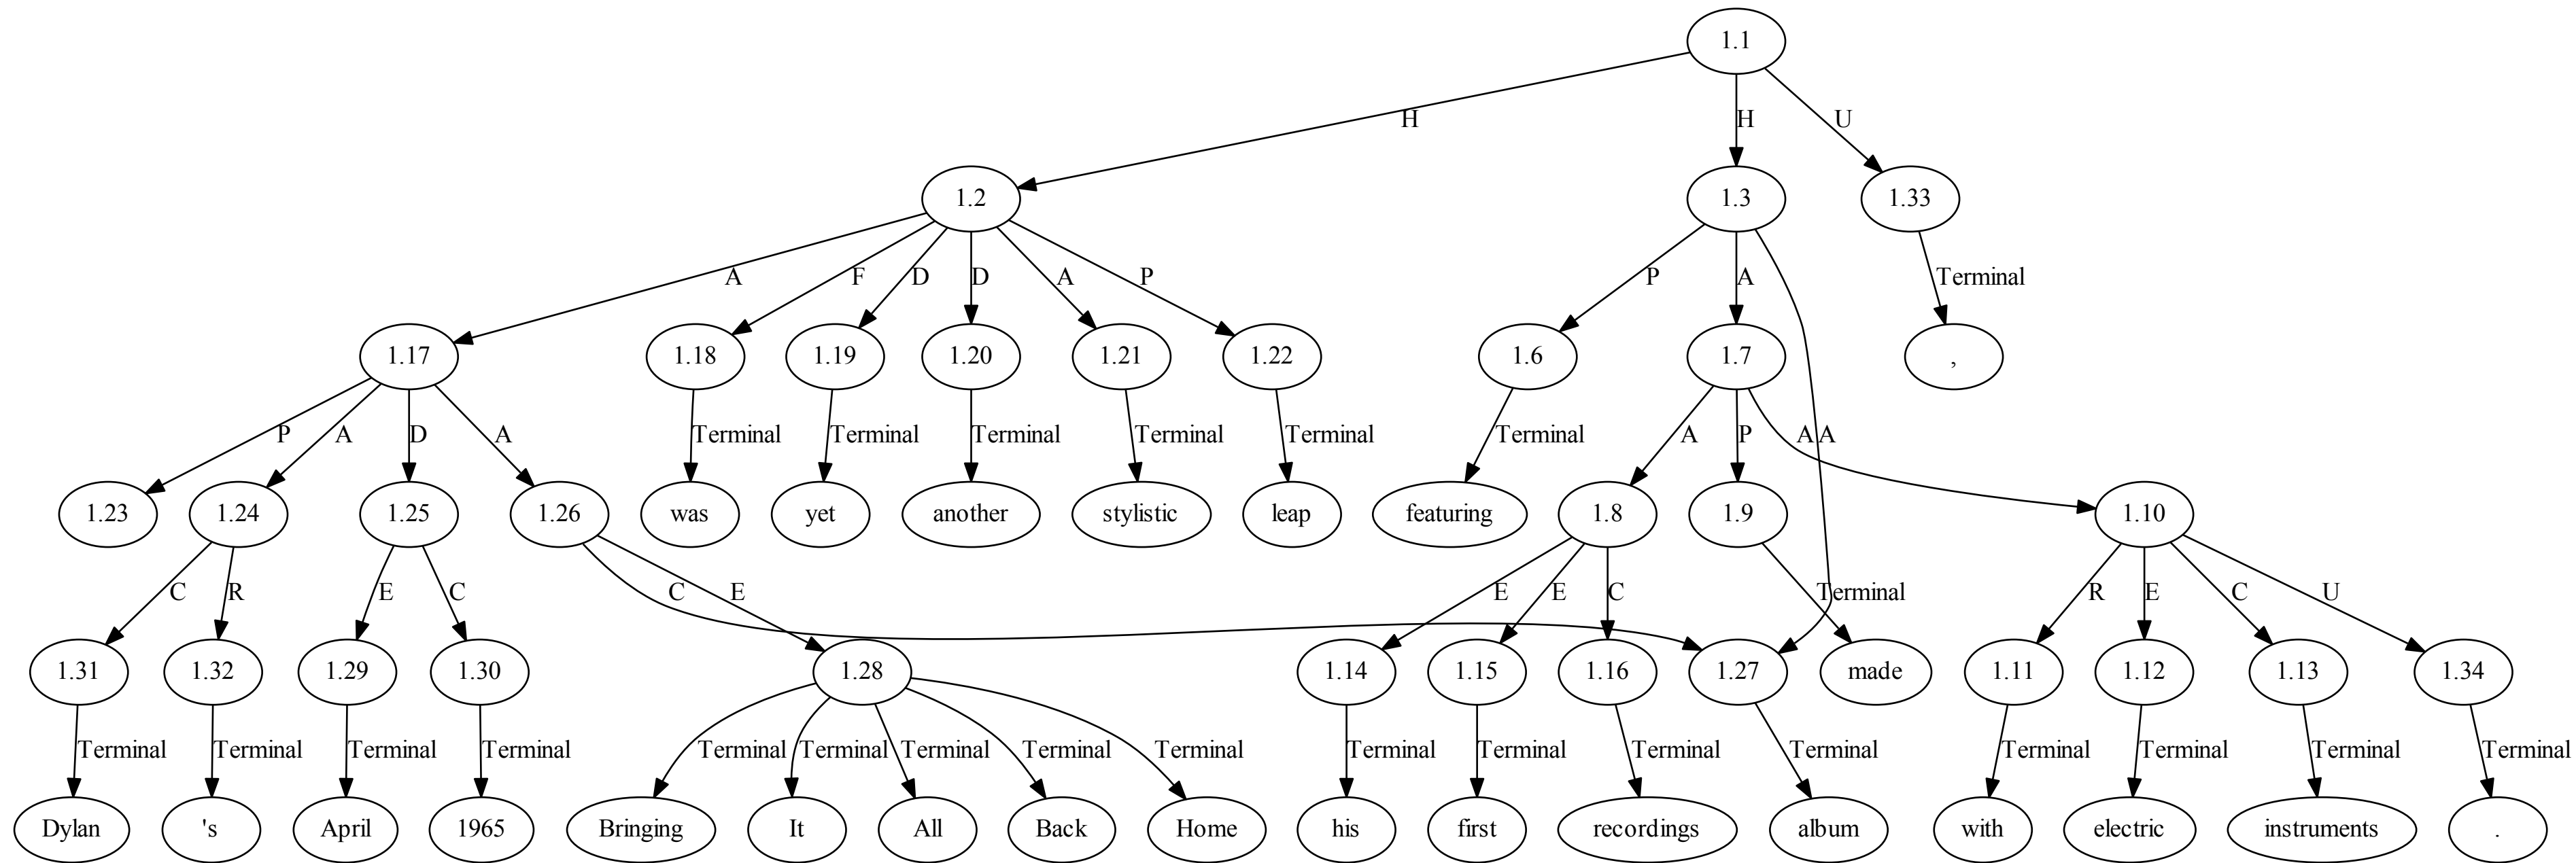 1.1
H H U
1.2 1.3 1.33
A F D D A P P A A Terminal
1.17 1.18 1.19 1.20 1.21 1.22 1.6 1.7 ,
P A D A Terminal Terminal Terminal Terminal Terminal Terminal A P A
1.23 1.24 1.25 1.26 was yet another stylistic leap featuring 1.8 1.9 1.10
C R E C C E E E C Terminal R E C U
1.31 1.32 1.29 1.30 1.28 1.14 1.15 1.16 1.27 made 1.11 1.12 1.13 1.34
Terminal Terminal Terminal Terminal Terminal Terminal Terminal Terminal Terminal Terminal Terminal Terminal Terminal Terminal Terminal Terminal Terminal
Dylan 's April 1965 Bringing It All Back Home his first recordings album with electric instruments .